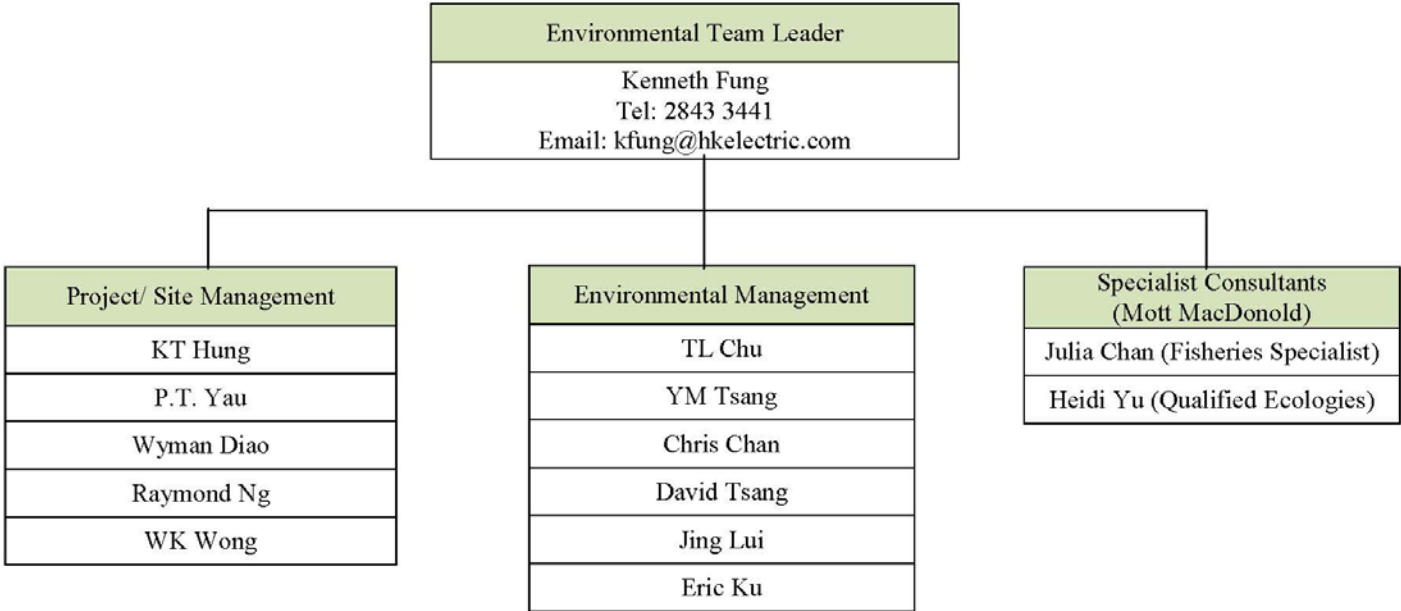 Environmental Team Leader
Kenneth Fung
Tel: 2843 3441
Email: kfung@hkelectric.com
Project/ Site Management
KT Hung
P.T. Yau
Wyman Diao
Raymond Ng
WK Wong
Environmental Management
TL Chu
YM Tsang
Chris Chan
David Tsang
Jing Lui
Eric Ku
Specialist Consultants
(Mott MacDonold)
Julia Chan (Fisheries Specialist)
Heidi Yu (Qualified Ecologies)